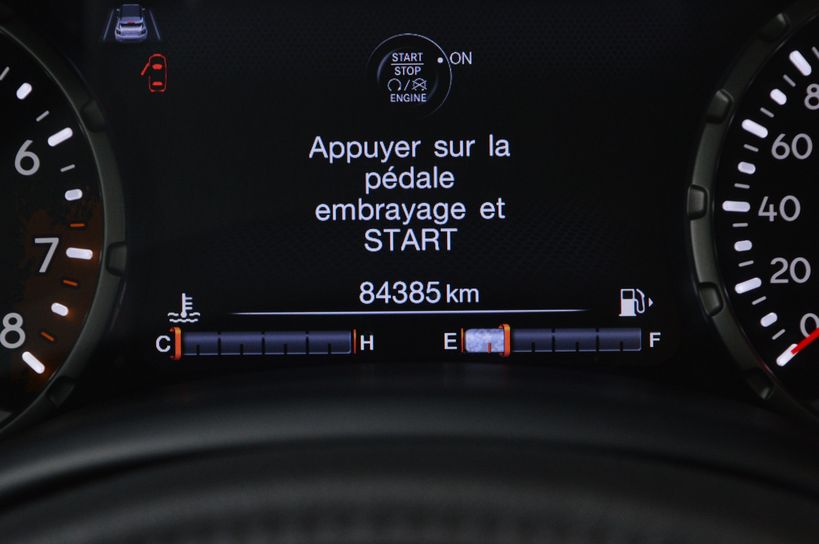 START
STOP
ENGINE
ON
Appuyer sur la
pédale
embrayage et
START
84385 km
C H E F
6
7
8
8
60
40
20
0